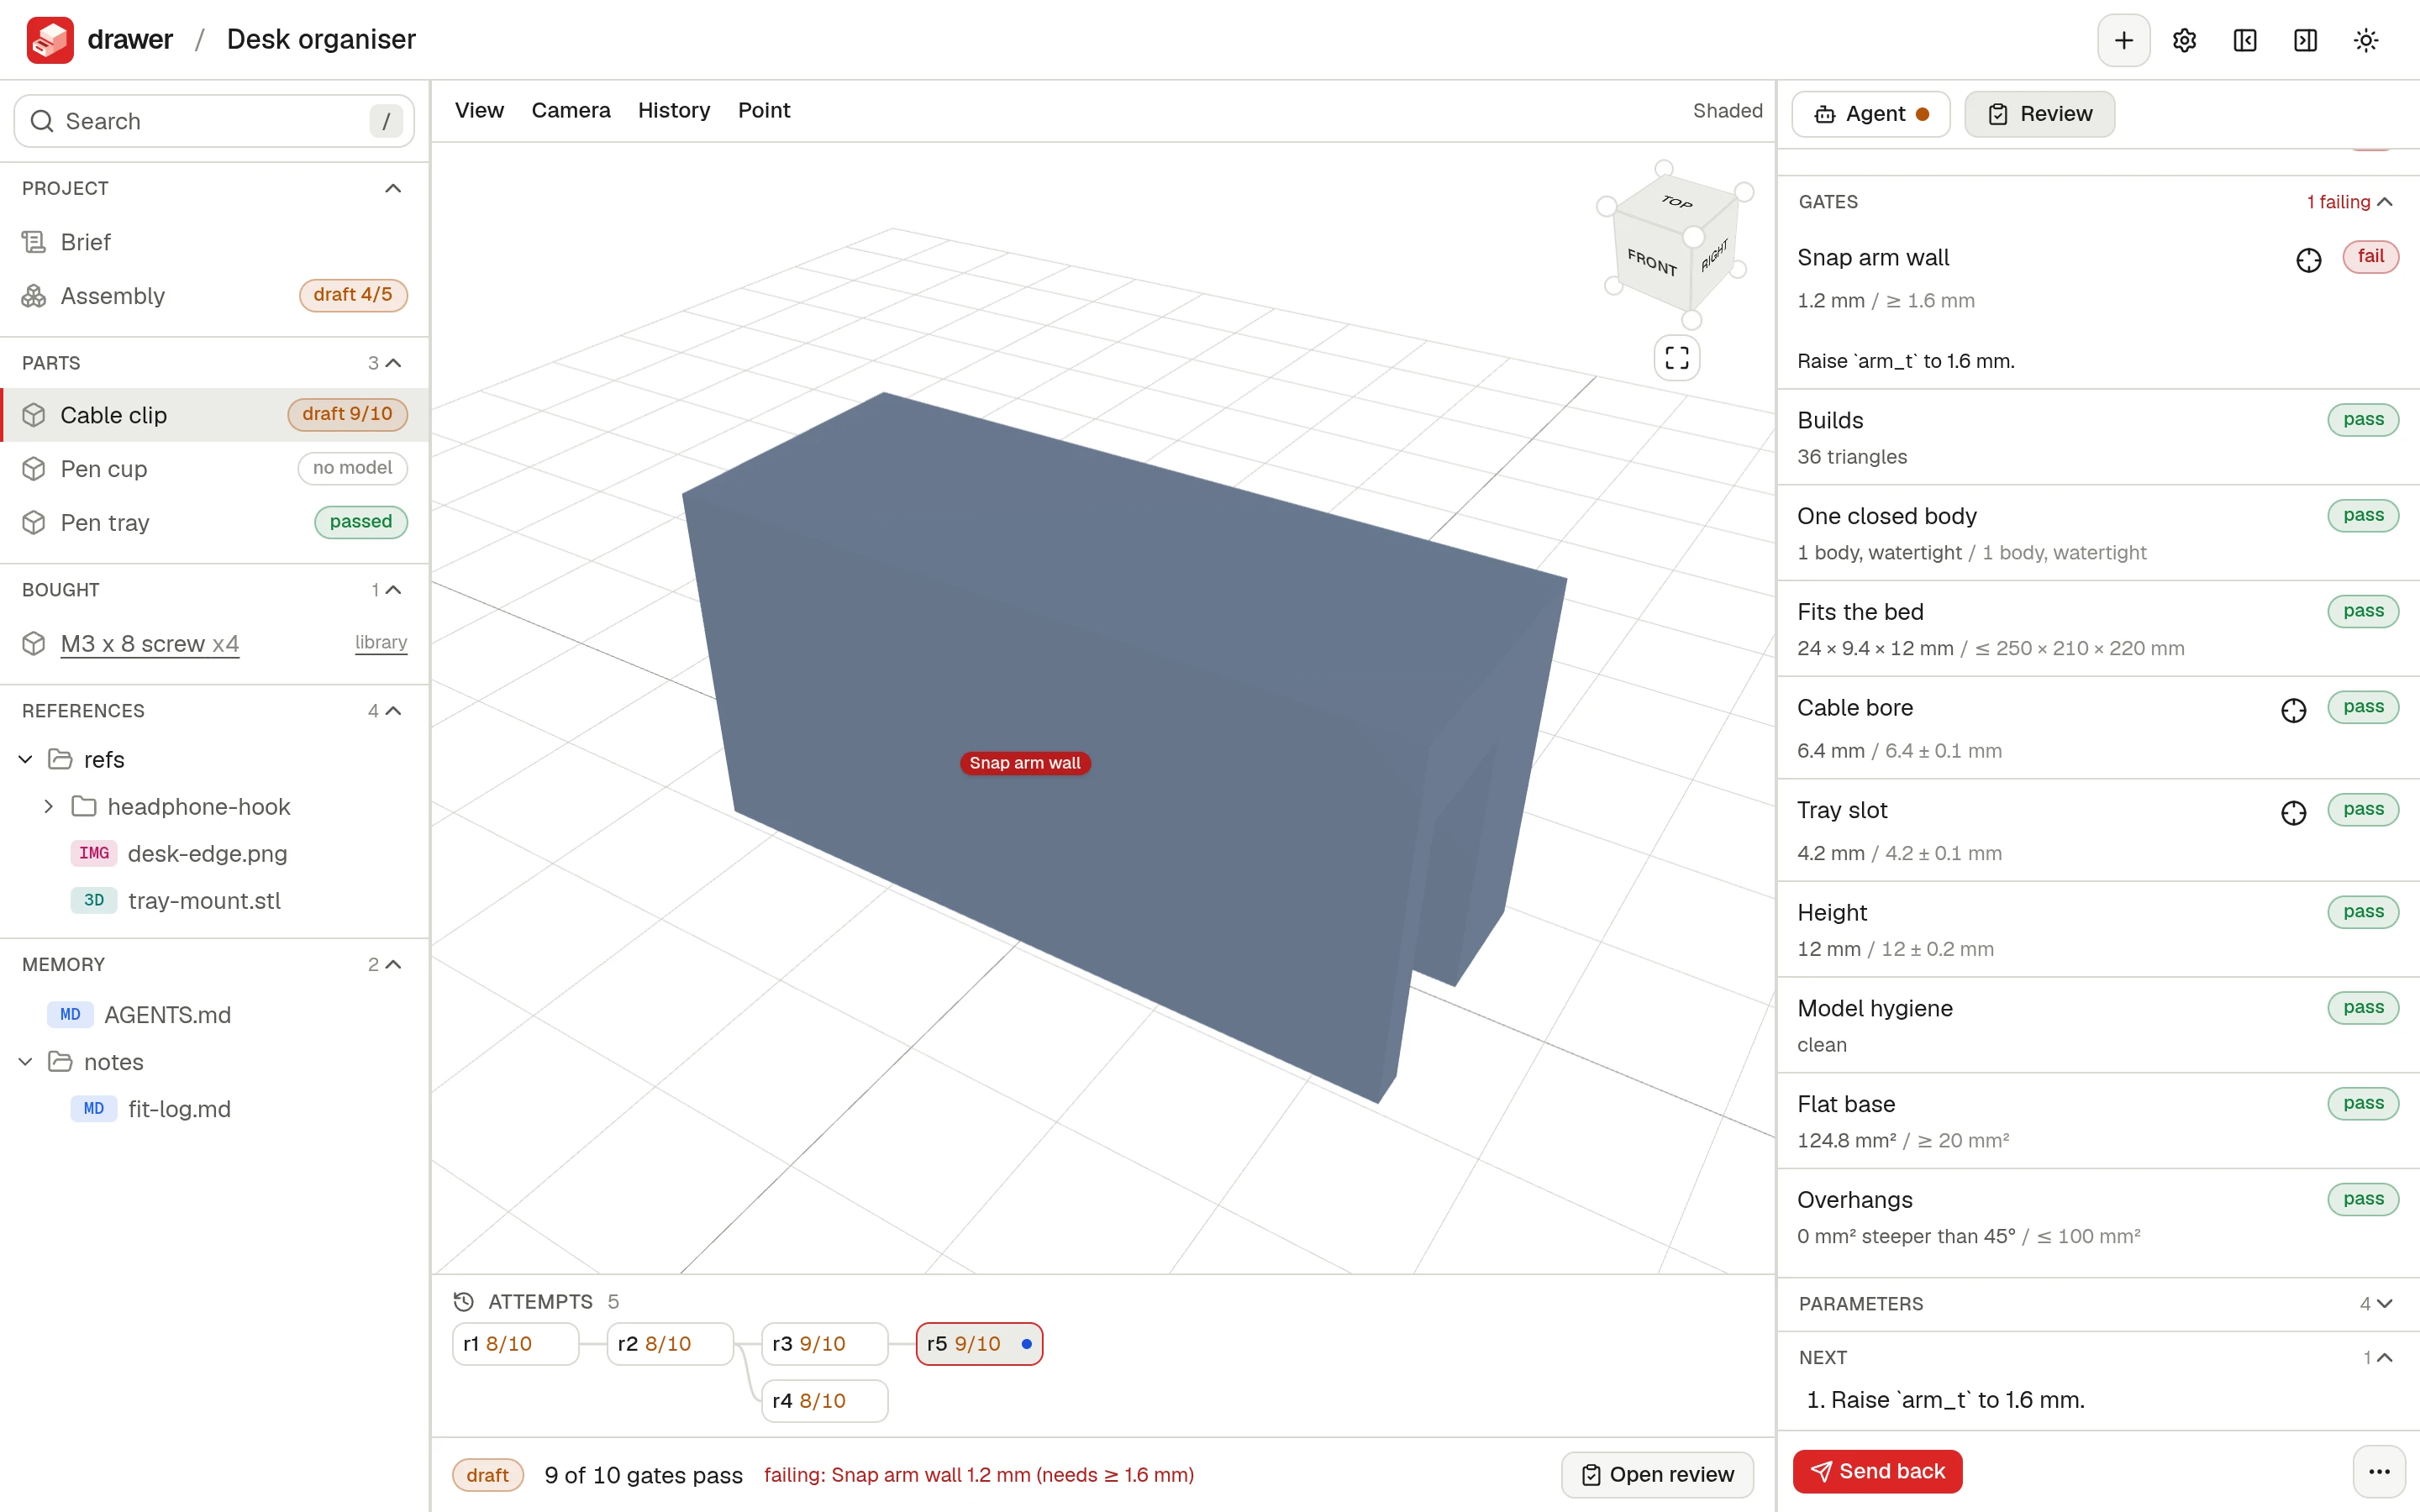 drawer / Desk organiser
Search /
PROJECT
Brief
Assembly draft 4/5
PARTS 3
Cable clip draft 9/10
Pen cup no model
Pen tray passed
BOUGHT 1
M3 x 8 screw x4 library
REFERENCES 4
refs
headphone-hook
IMG desk-edge.png
3D tray-mount.stl
MEMORY 2
MD AGENTS.md
notes
MD fit-log.md
View Camera History Point Shaded
TOP
FRONT RIGHT
Snap arm wall
ATTEMPTS 5
r1 8/10 r2 8/10 r3 9/10 r5 9/10
r4 8/10
draft 9 of 10 gates pass failing: Snap arm wall 1.2 mm (needs ≥ 1.6 mm) Open review
Agent Review
GATES 1 failing
Snap arm wall fail
1.2 mm / ≥ 1.6 mm
Raise `arm_t` to 1.6 mm.
Builds pass
36 triangles
One closed body pass
1 body, watertight / 1 body, watertight
Fits the bed pass
24 × 9.4 × 12 mm / ≤ 250 × 210 × 220 mm
Cable bore pass
6.4 mm / 6.4 ± 0.1 mm
Tray slot pass
4.2 mm / 4.2 ± 0.1 mm
Height pass
12 mm / 12 ± 0.2 mm
Model hygiene pass
clean
Flat base pass
124.8 mm² / ≥ 20 mm²
Overhangs pass
0 mm² steeper than 45° / ≤ 100 mm²
PARAMETERS 4
NEXT 1
1. Raise `arm_t` to 1.6 mm.
Send back